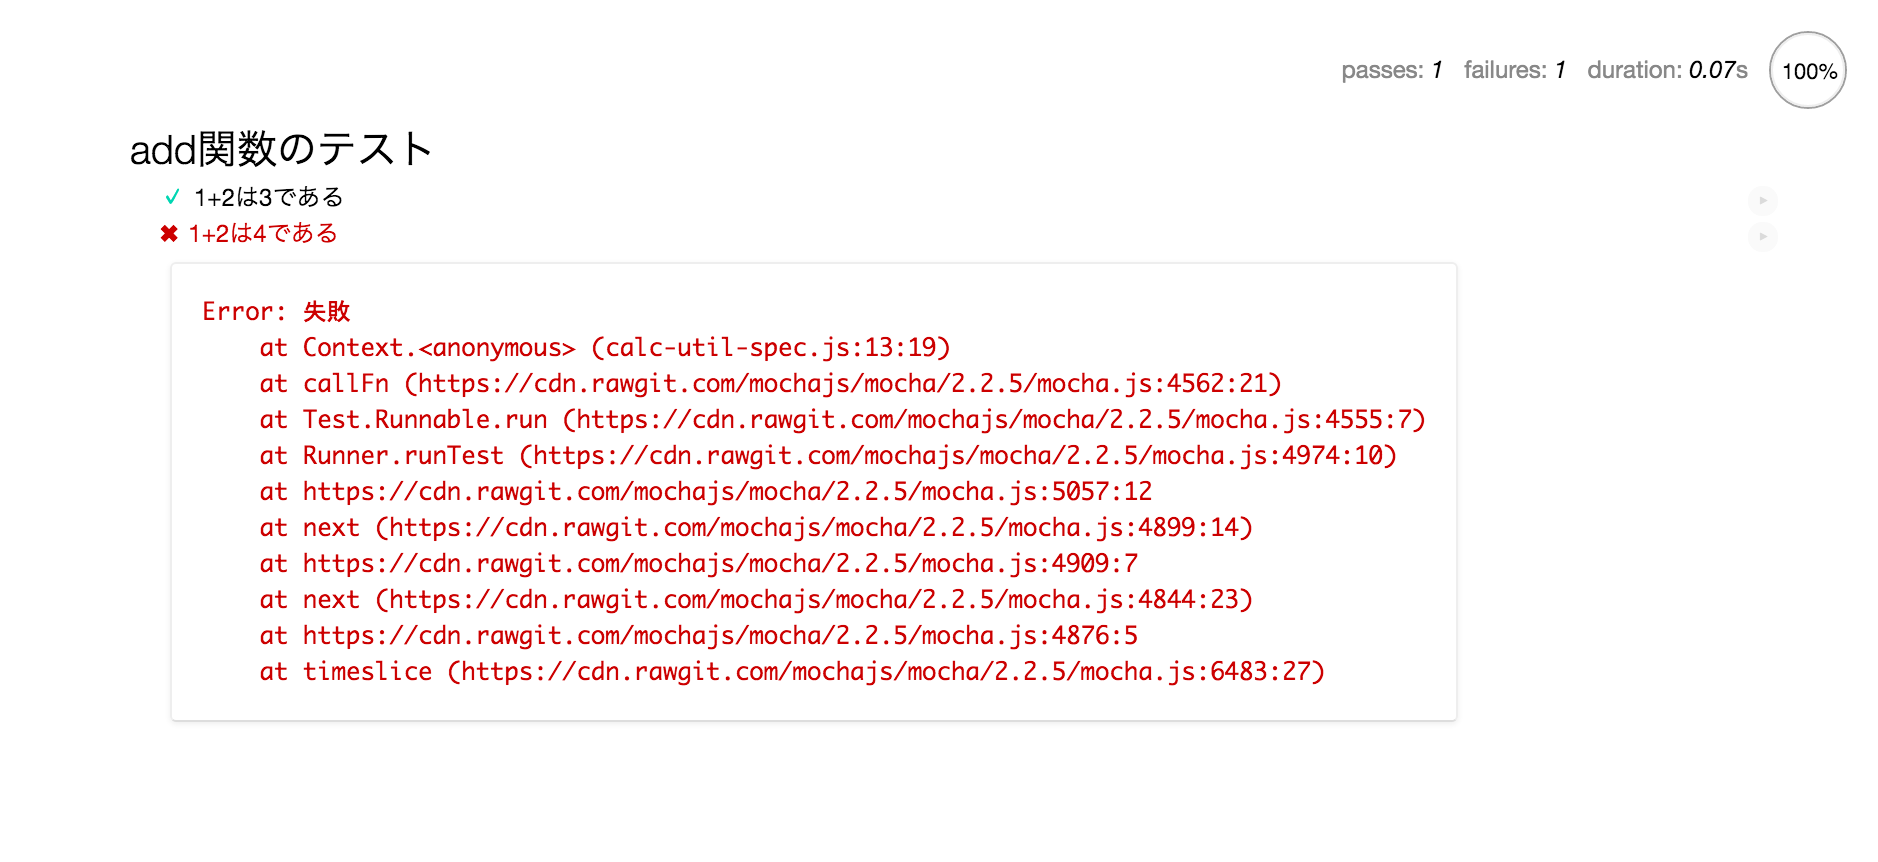 passes: 1 failures: 1 duration: 0.07s 100%
add関数のテスト
✓ 1+2は3である
✖ 1+2は4である
Error: 失敗
at Context.<anonymous> (calc-util-spec.js:13:19)
at callFn (https://cdn.rawgit.com/mochajs/mocha/2.2.5/mocha.js:4562:21)
at Test.Runnable.run (https://cdn.rawgit.com/mochajs/mocha/2.2.5/mocha.js:4555:7)
at Runner.runTest (https://cdn.rawgit.com/mochajs/mocha/2.2.5/mocha.js:4974:10)
at https://cdn.rawgit.com/mochajs/mocha/2.2.5/mocha.js:5057:12
at next (https://cdn.rawgit.com/mochajs/mocha/2.2.5/mocha.js:4899:14)
at https://cdn.rawgit.com/mochajs/mocha/2.2.5/mocha.js:4909:7
at next (https://cdn.rawgit.com/mochajs/mocha/2.2.5/mocha.js:4844:23)
at https://cdn.rawgit.com/mochajs/mocha/2.2.5/mocha.js:4876:5
at timeslice (https://cdn.rawgit.com/mochajs/mocha/2.2.5/mocha.js:6483:27)